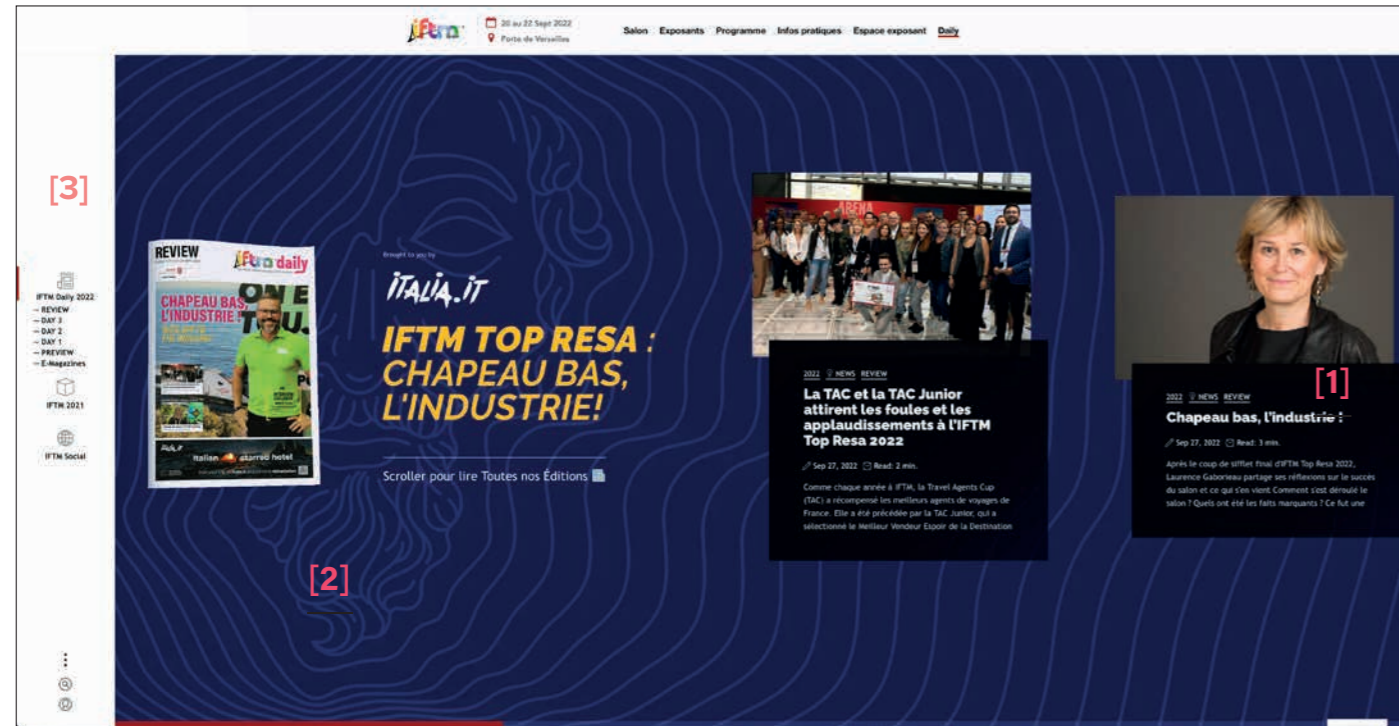 iftm
20 au 22 Sept 2022
Porte de Versailles
Salon Exposants Programme Infos pratiques Espace exposant Daily
[3]
IFTM Daily 2022
— REVIEW
— DAY 3
— DAY 2
— DAY 1
— PREVIEW
— E-Magazines
IFTM 2021
IFTM Social
REVIEW
iftm daily
CHAPEAU BAS,
L'INDUSTRIE !
Italian starred hotel
Brought to you by
iTALiA.iT
IFTM TOP RESA :
CHAPEAU BAS,
L'INDUSTRIE!
Scroller pour lire Toutes nos Éditions
[2]
ARENA
2022 NEWS REVIEW
La TAC et la TAC Junior
attirent les foules et les
applaudissements à l'IFTM
Top Resa 2022
Sep 27, 2022 Read: 2 min.
Comme chaque année à IFTM, la Travel Agents Cup
(TAC) a récompensé les meilleurs agents de voyages de
France. Elle a été précédée par la TAC Junior, qui a
sélectionné le Meilleur Vendeur Espoir de la Destination
[1]
2022 NEWS REVIEW
Chapeau bas, l'industrie !
Sep 27, 2022 Read: 3 min.
Après le coup de sifflet final d'IFTM Top Resa 2022,
Laurence Gaborieau partage ses réflexions sur le succès
du salon et ce qui s'en vient Comment s'est déroulé le
salon ? Quels ont été les faits marquants ? Ce fut une